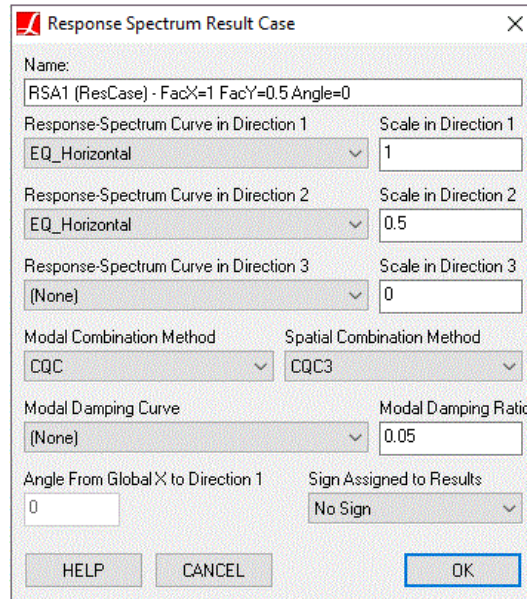 Response Spectrum Result Case
Name:
RSA1 (ResCase) - FacX=1 FacY=0.5 Angle=0
Response-Spectrum Curve in Direction 1 Scale in Direction 1
EQ_Horizontal 1
Response-Spectrum Curve in Direction 2 Scale in Direction 2
EQ_Horizontal 0.5
Response-Spectrum Curve in Direction 3 Scale in Direction 3
(None) 0
Modal Combination Method Spatial Combination Method
CQC CQC3
Modal Damping Curve Modal Damping Ratio
(None) 0.05
Angle From Global X to Direction 1 Sign Assigned to Results
0 No Sign
HELP CANCEL OK